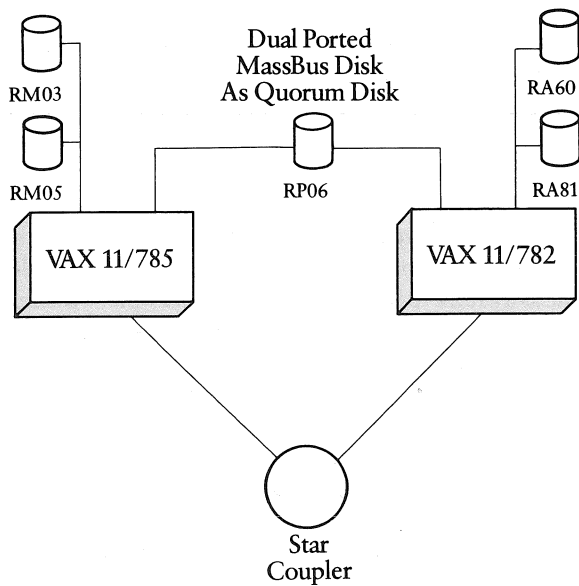 Dual Ported
MassBus Disk
As Quorum Disk
RM03
RA60
RM05
RP06
RA81
VAX 11/785
VAX 11/782
Star
Coupler